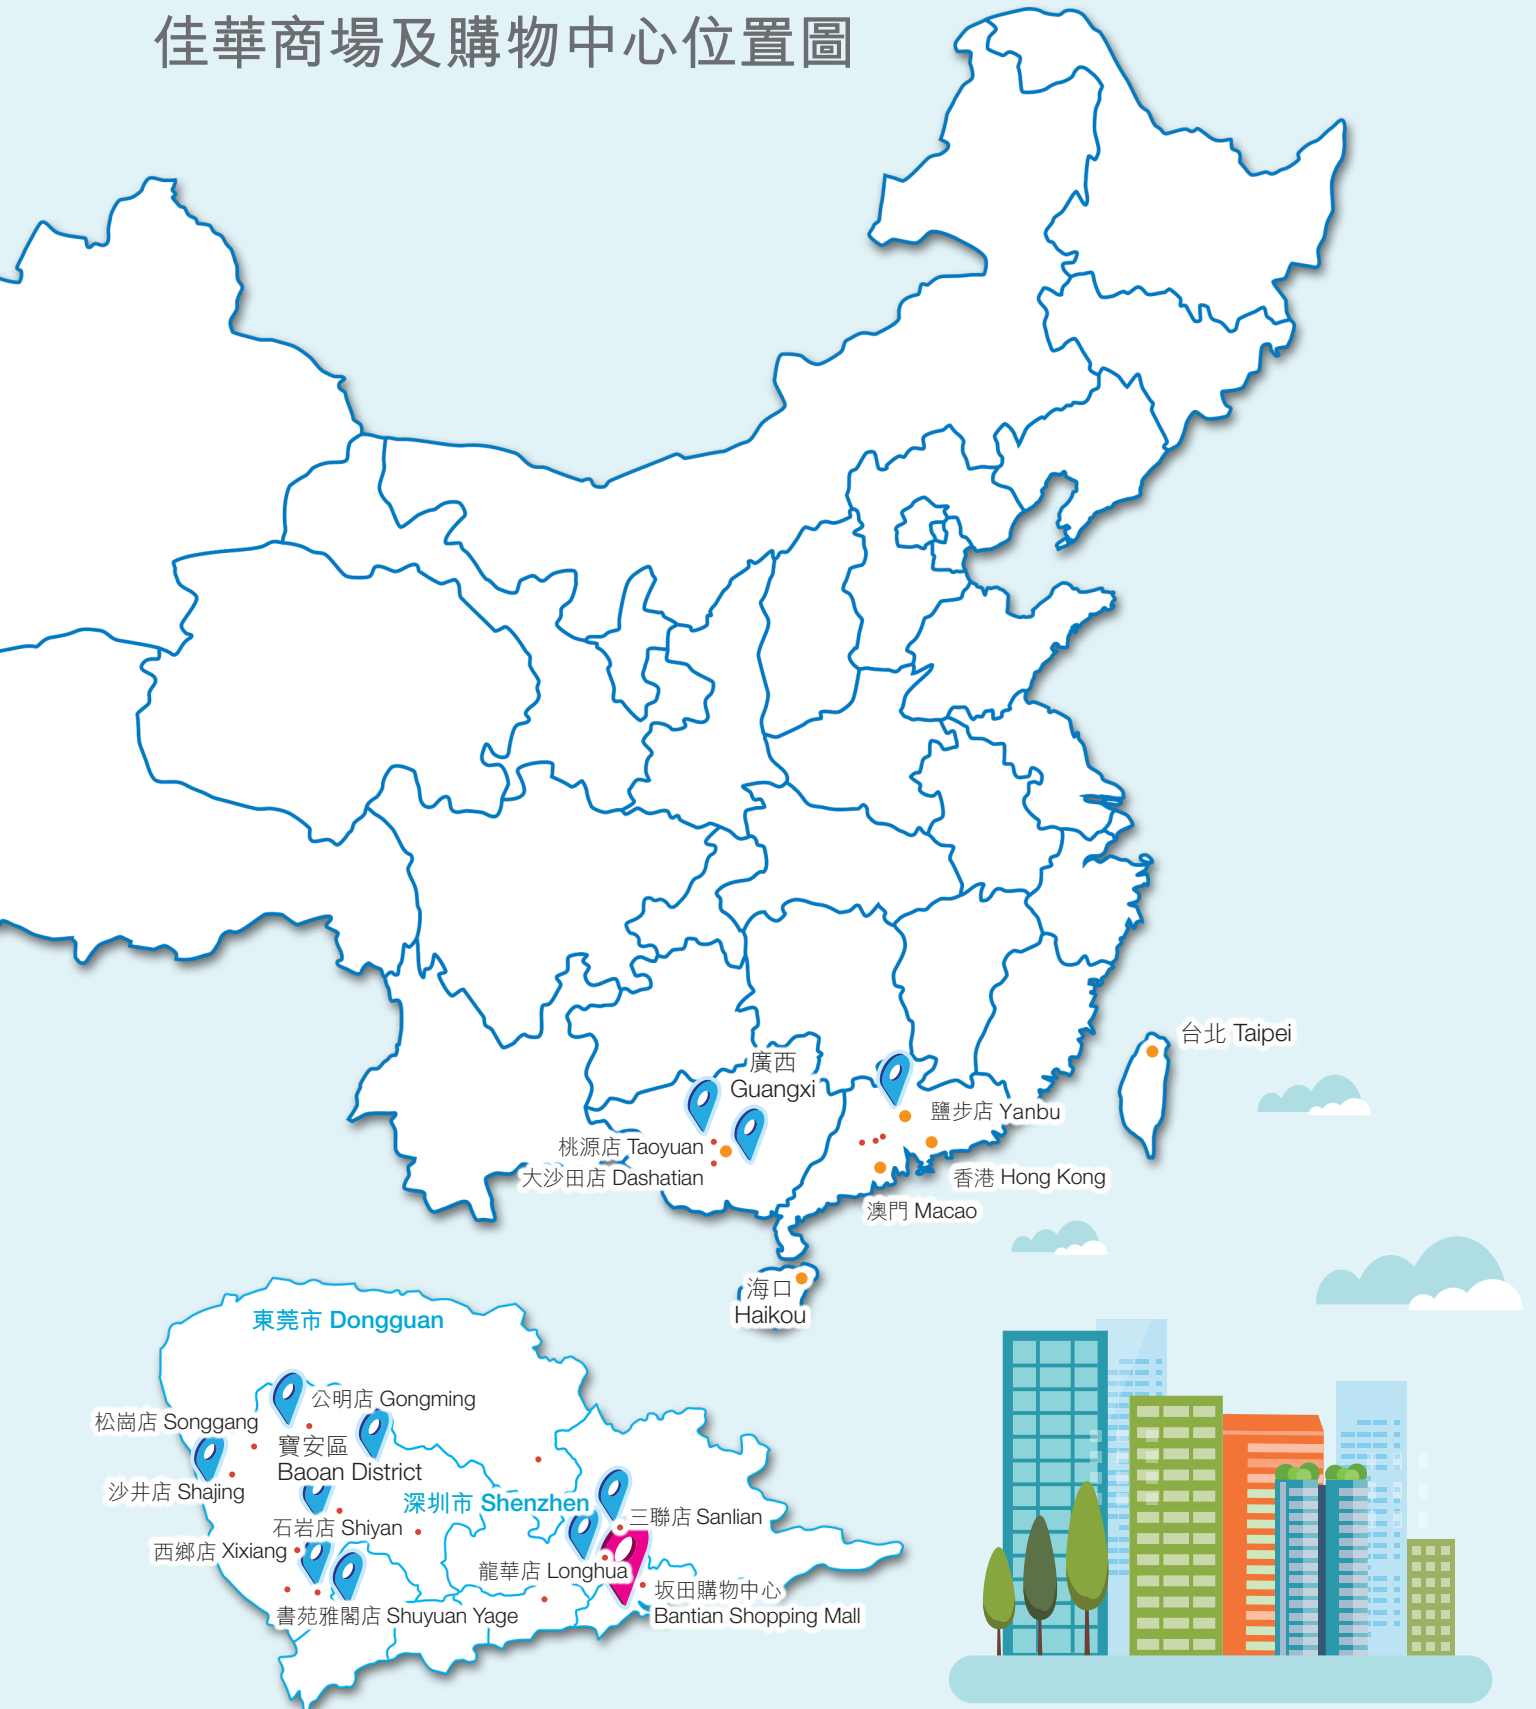 佳華商場及購物中心位置圖
台北 Taipei
廣西
Guangxi
鹽步店 Yanbu
桃源店 Taoyuan
大沙田店 Dashatian
香港 Hong Kong
澳門 Macao
海口
Haikou
東莞市 Dongguan
公明店 Gongming
松崗店 Songgang
寶安區
Baoan District
沙井店 Shajing
深圳市 Shenzhen
三聯店 Sanlian
石岩店 Shiyan
西鄉店 Xixiang
龍華店 Longhua
坂田購物中心
Bantian Shopping Mall
書苑雅閣店 Shuyuan Yage